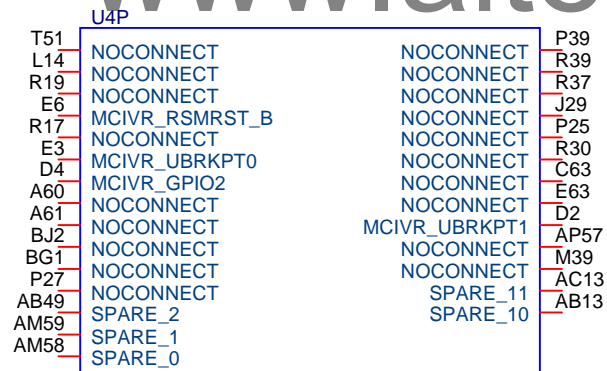 U4P
T51 NOCONNECT NOCONNECT P39
L14 NOCONNECT NOCONNECT R39
R19 NOCONNECT NOCONNECT R37
E6 MCIVR_RSMRST_B NOCONNECT J29
R17 NOCONNECT NOCONNECT P25
E3 MCIVR_UBRKPT0 NOCONNECT R30
D4 MCIVR_GPIO2 NOCONNECT C63
A60 NOCONNECT NOCONNECT E63
A61 NOCONNECT MCIVR_UBRKPT1 D2
BJ2 NOCONNECT NOCONNECT AP57
BG1 NOCONNECT NOCONNECT M39
P27 NOCONNECT SPARE_11 AC13
AB49 SPARE_2 SPARE_10 AB13
AM59 SPARE_1
AM58 SPARE_0